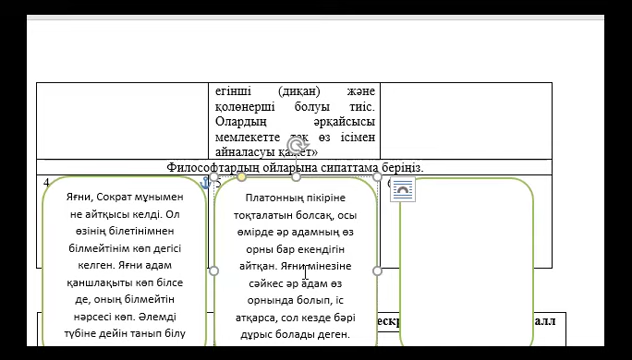 егінші (диқан) және
қолөнерші болуы тиіс.
Олардың әрқайсысы
мемлекетте тек өз ісімен
айналасуы қажет»
Философтардың ойларына сипаттама беріңіз.
4
5
6
Яғни, Сократ мұнымен
не айтқысы келді. Ол
өзінің білетінімнен
білмейтінім көп дегісі
келген. Яғни адам
қаншлақыты көп білсе
де, оның білмейтін
нәрсесі көп. Әлемді
түбіне дейін танып білу
Платонның пікіріне
тоқталатын болсақ, осы
өмірде әр адамның өз
орны бар екендігін
айтқан. Яғни мінезіне
сәйкес әр адам өз
орнында болып, іс
атқарса, сол кезде бәрі
дұрыс болады деген.
алл